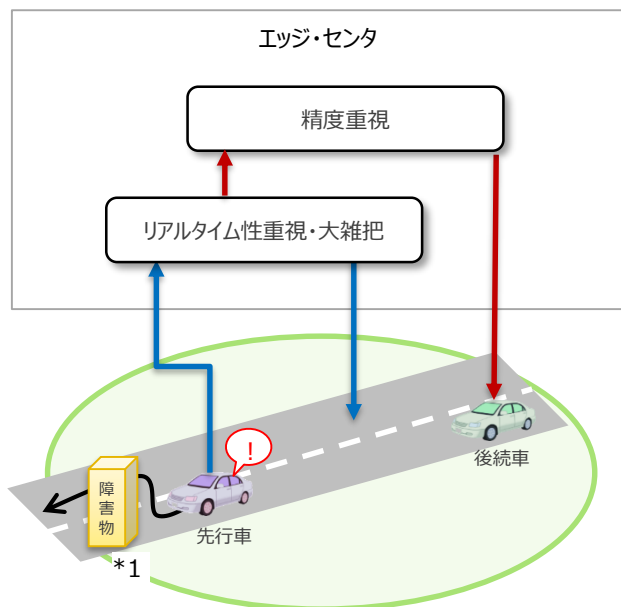 エッジ・センタ
精度重視
リアルタイム性重視・大雑把
!
後続車
障
害
物
先行車
*1